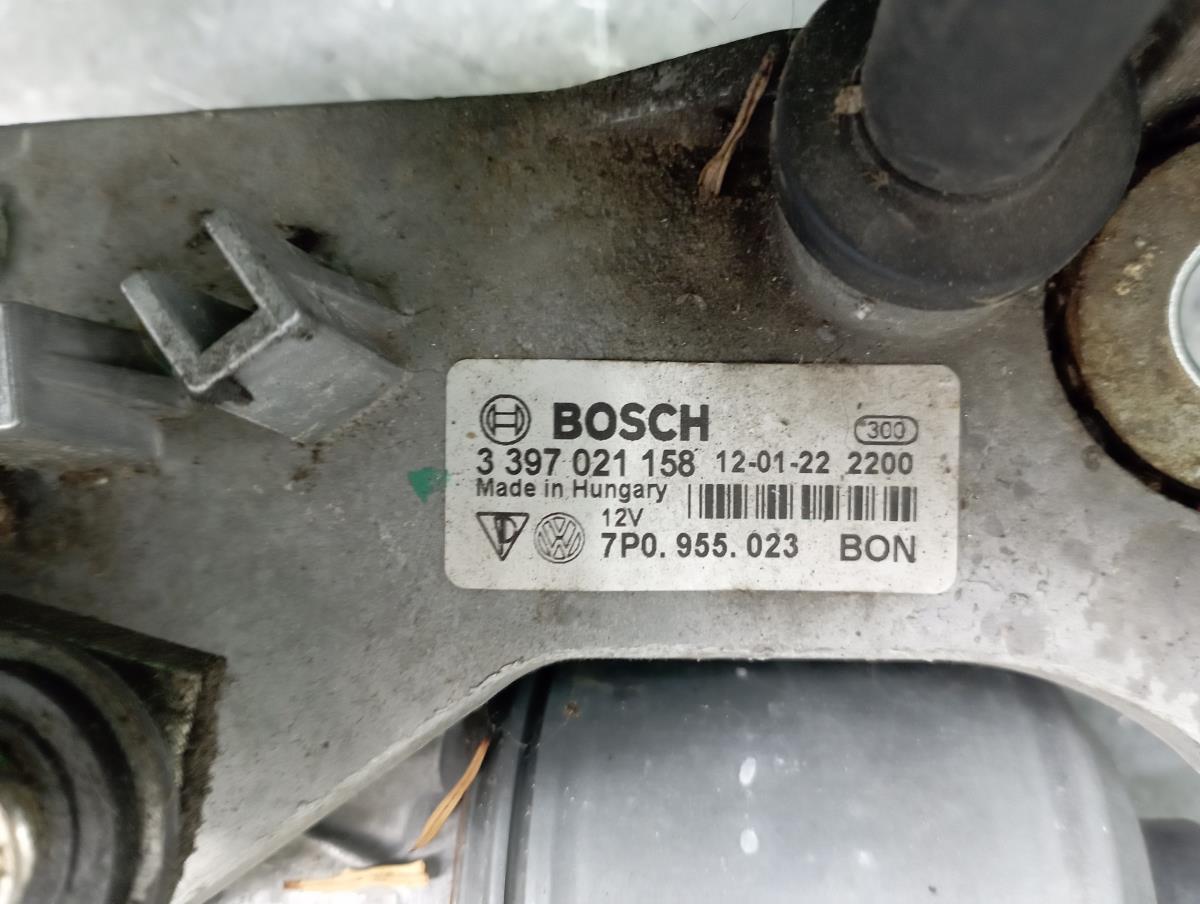 BOSCH 300
3 397 021 158 12-01-22 2200
Made in Hungary
12V
7P0. 955. 023 BON